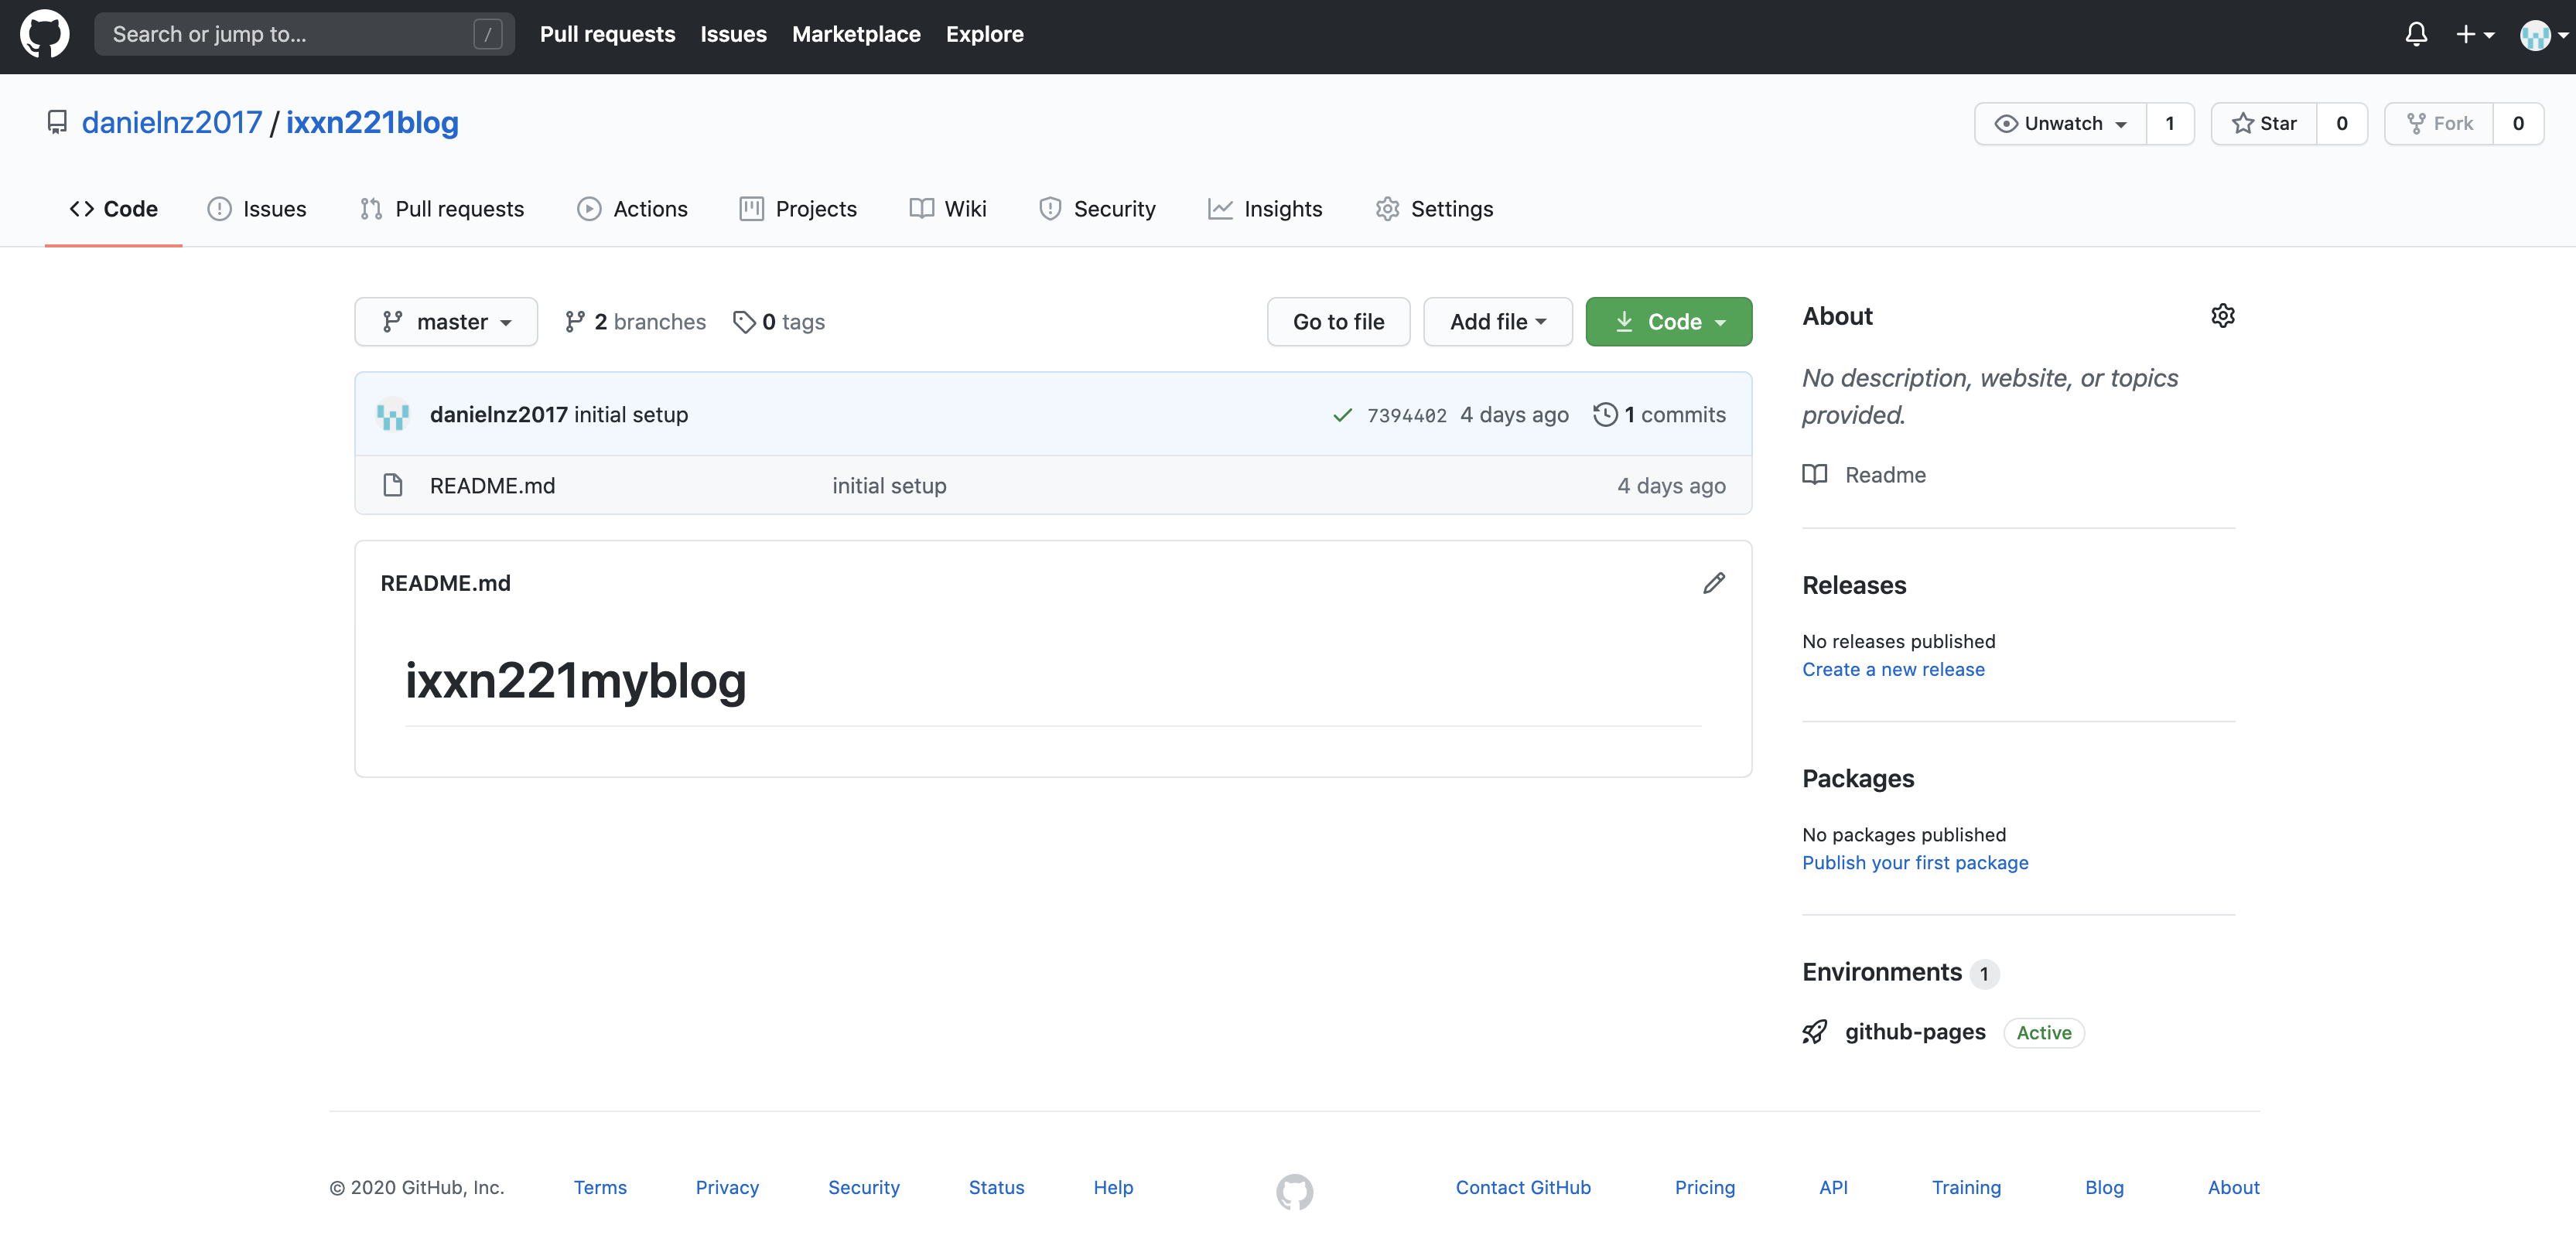 Search or jump to... /
Pull requests Issues Marketplace Explore
danielnz2017 / ixxn221blog
Unwatch 1 Star 0 Fork 0
Code Issues Pull requests Actions Projects Wiki Security Insights Settings
master 2 branches 0 tags
Go to file Add file Code
danielnz2017 initial setup 7394402 4 days ago 1 commits
README.md initial setup 4 days ago
README.md
ixxn221myblog
About
No description, website, or topics
provided.
Readme
Releases
No releases published
Create a new release
Packages
No packages published
Publish your first package
Environments 1
github-pages Active
© 2020 GitHub, Inc. Terms Privacy Security Status Help Contact GitHub Pricing API Training Blog About